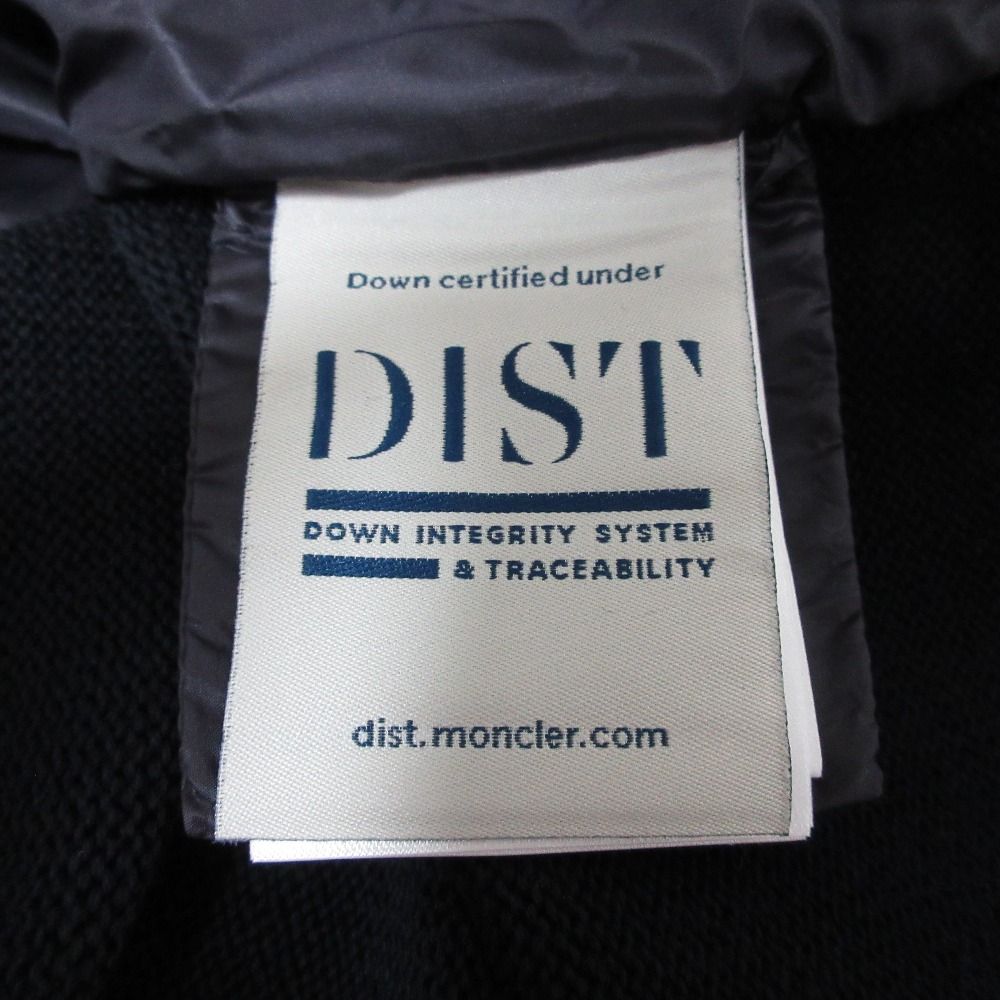 Down certified under
DIST
DOWN INTEGRITY SYSTEM
& TRACEABILITY
dist.moncler.com